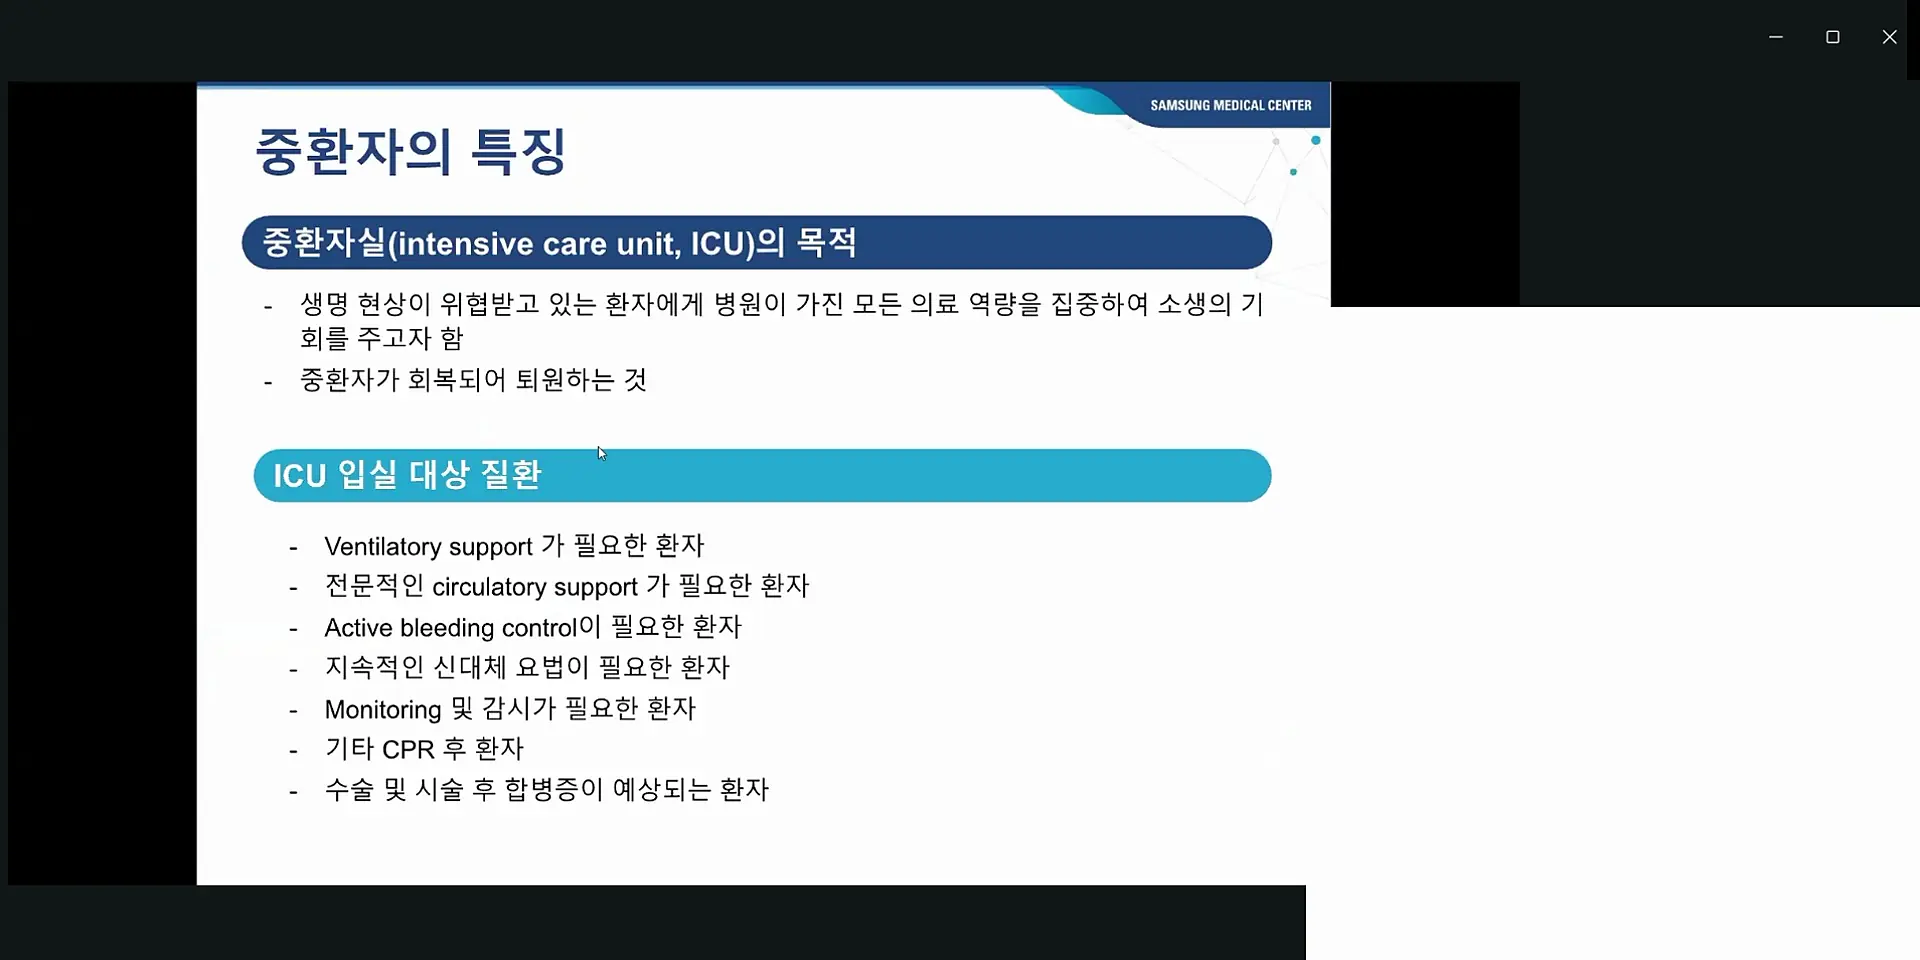 SAMSUNG MEDICAL CENTER
중환자의 특징
중환자실(intensive care unit, ICU)의 목적
- 생명 현상이 위협받고 있는 환자에게 병원이 가진 모든 의료 역량을 집중하여 소생의 기
회를 주고자 함
- 중환자가 회복되어 퇴원하는 것
ICU 입실 대상 질환
- Ventilatory support 가 필요한 환자
- 전문적인 circulatory support 가 필요한 환자
- Active bleeding control이 필요한 환자
- 지속적인 신대체 요법이 필요한 환자
- Monitoring 및 감시가 필요한 환자
- 기타 CPR 후 환자
- 수술 및 시술 후 합병증이 예상되는 환자